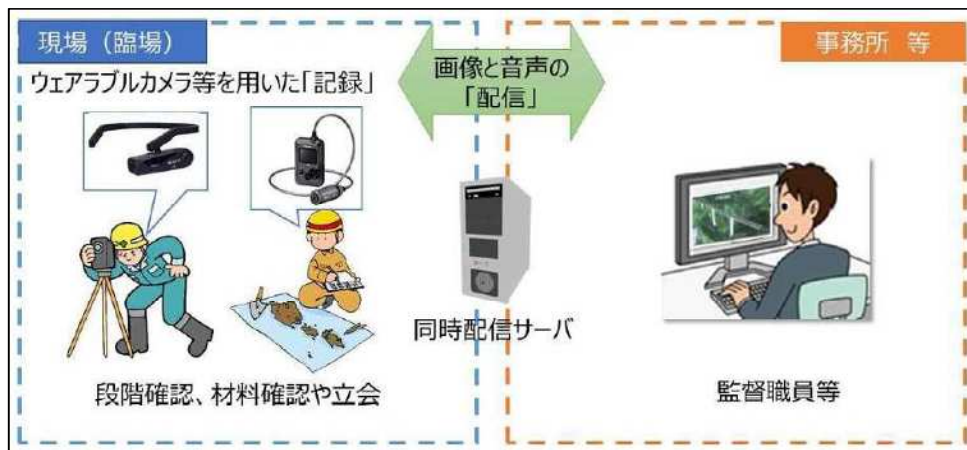 現場（臨場）
ウェアラブルカメラ等を用いた「記録」
画像と音声の
「配信」
事務所 等
同時配信サーバ
段階確認、材料確認や立会
監督職員等